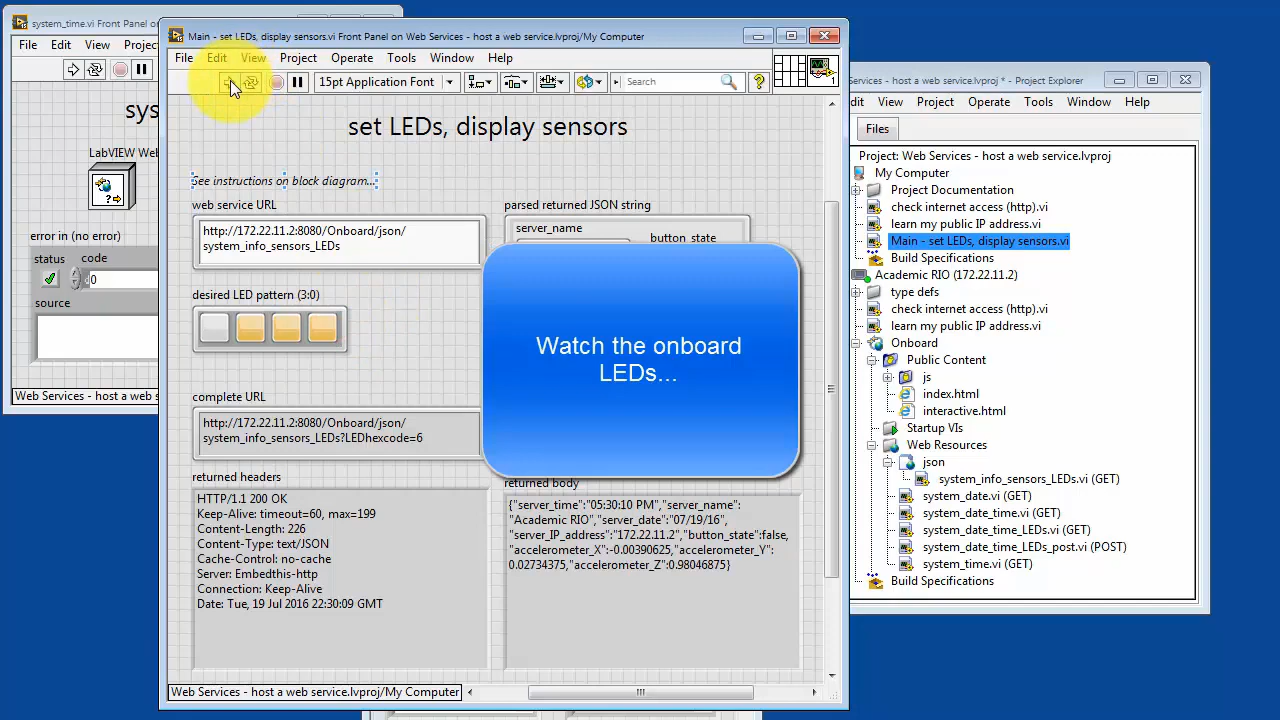 system_time.vi Front Panel on
File Edit View Projec
sys
LabVIEW Web
error in (no error)
status code
0
source
Web Services - host a web s
Main - set LEDs, display sensors.vi Front Panel on Web Services - host a web service.lvproj/My Computer
File Edit View Project Operate Tools Window Help
15pt Application Font
Search
?
set LEDs, display sensors
See instructions on block diagram...
web service URL
http://172.22.11.2:8080/Onboard/json/
system_info_sensors_LEDs
desired LED pattern (3:0)
complete URL
http://172.22.11.2:8080/Onboard/json/
system_info_sensors_LEDs?LEDhexcode=6
returned headers
HTTP/1.1 200 OK
Keep-Alive: timeout=60, max=199
Content-Length: 226
Content-Type: text/JSON
Cache-Control: no-cache
Server: Embedthis-http
Connection: Keep-Alive
Date: Tue, 19 Jul 2016 22:30:09 GMT
parsed returned JSON string
server_name
button_state
Watch the onboard
LEDs...
returned body
{"server_time":"05:30:10 PM","server_name":
"Academic RIO","server_date":"07/19/16",
"server_IP_address":"172.22.11.2","button_state":false,
"accelerometer_X":-0.00390625,"accelerometer_Y":
0.02734375,"accelerometer_Z":0.98046875}
Web Services - host a web service.lvproj/My Computer
Services - host a web service.lvproj * - Project Explorer
dit View Project Operate Tools Window Help
Files
Project: Web Services - host a web service.lvproj
My Computer
Project Documentation
check internet access (http).vi
learn my public IP address.vi
Main - set LEDs, display sensors.vi
Build Specifications
Academic RIO (172.22.11.2)
type defs
check internet access (http).vi
learn my public IP address.vi
Onboard
Public Content
js
index.html
interactive.html
Startup VIs
Web Resources
json
system_info_sensors_LEDs.vi (GET)
system_date.vi (GET)
system_date_time.vi (GET)
system_date_time_LEDs.vi (GET)
system_date_time_LEDs_post.vi (POST)
system_time.vi (GET)
Build Specifications